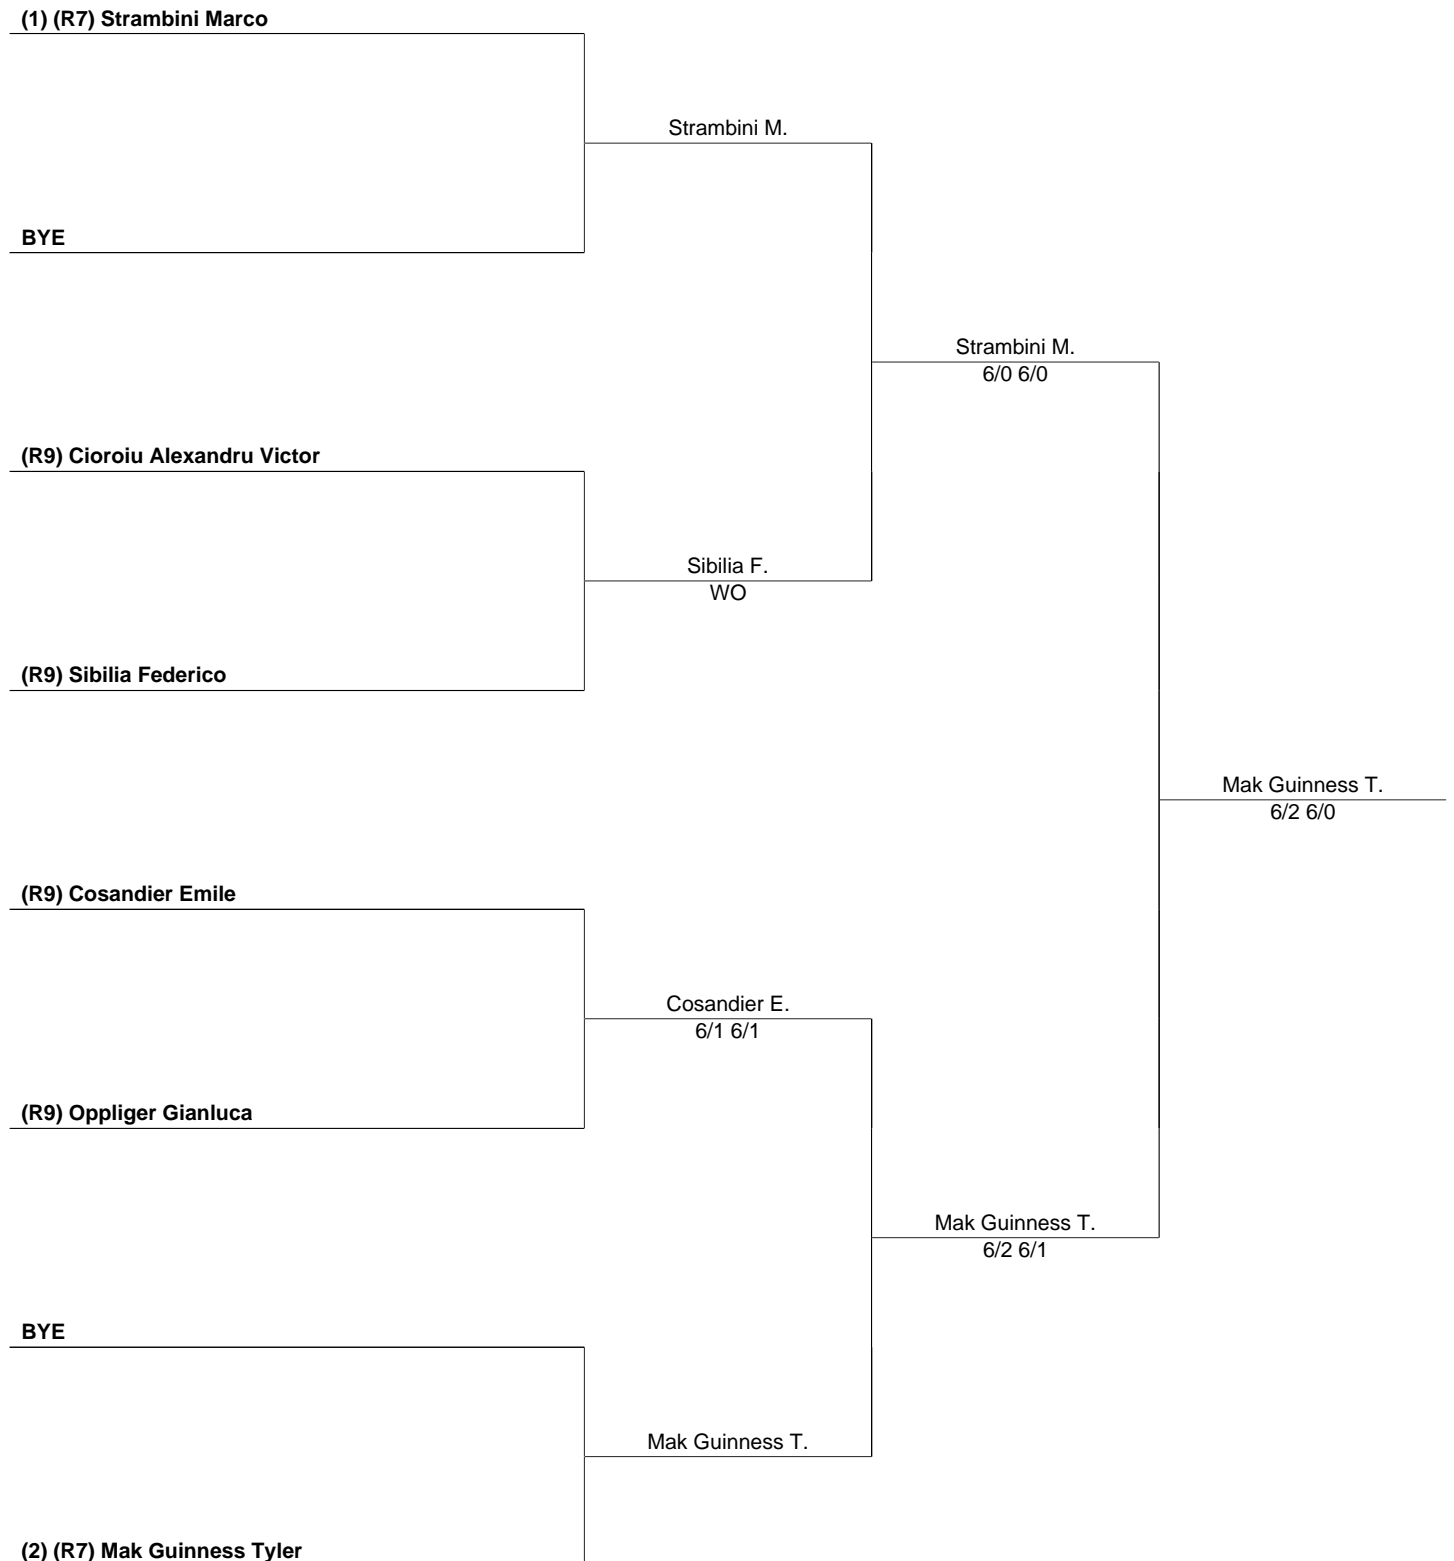 (1) (R7) Strambini Marco
Strambini M.
BYE
Strambini M.
6/0 6/0
(R9) Cioroiu Alexandru Victor
Sibilia F.
WO
(R9) Sibilia Federico
Mak Guinness T.
6/2 6/0
(R9) Cosandier Emile
Cosandier E.
6/1 6/1
(R9) Oppliger Gianluca
Mak Guinness T.
6/2 6/1
BYE
Mak Guinness T.
(2) (R7) Mak Guinness Tyler